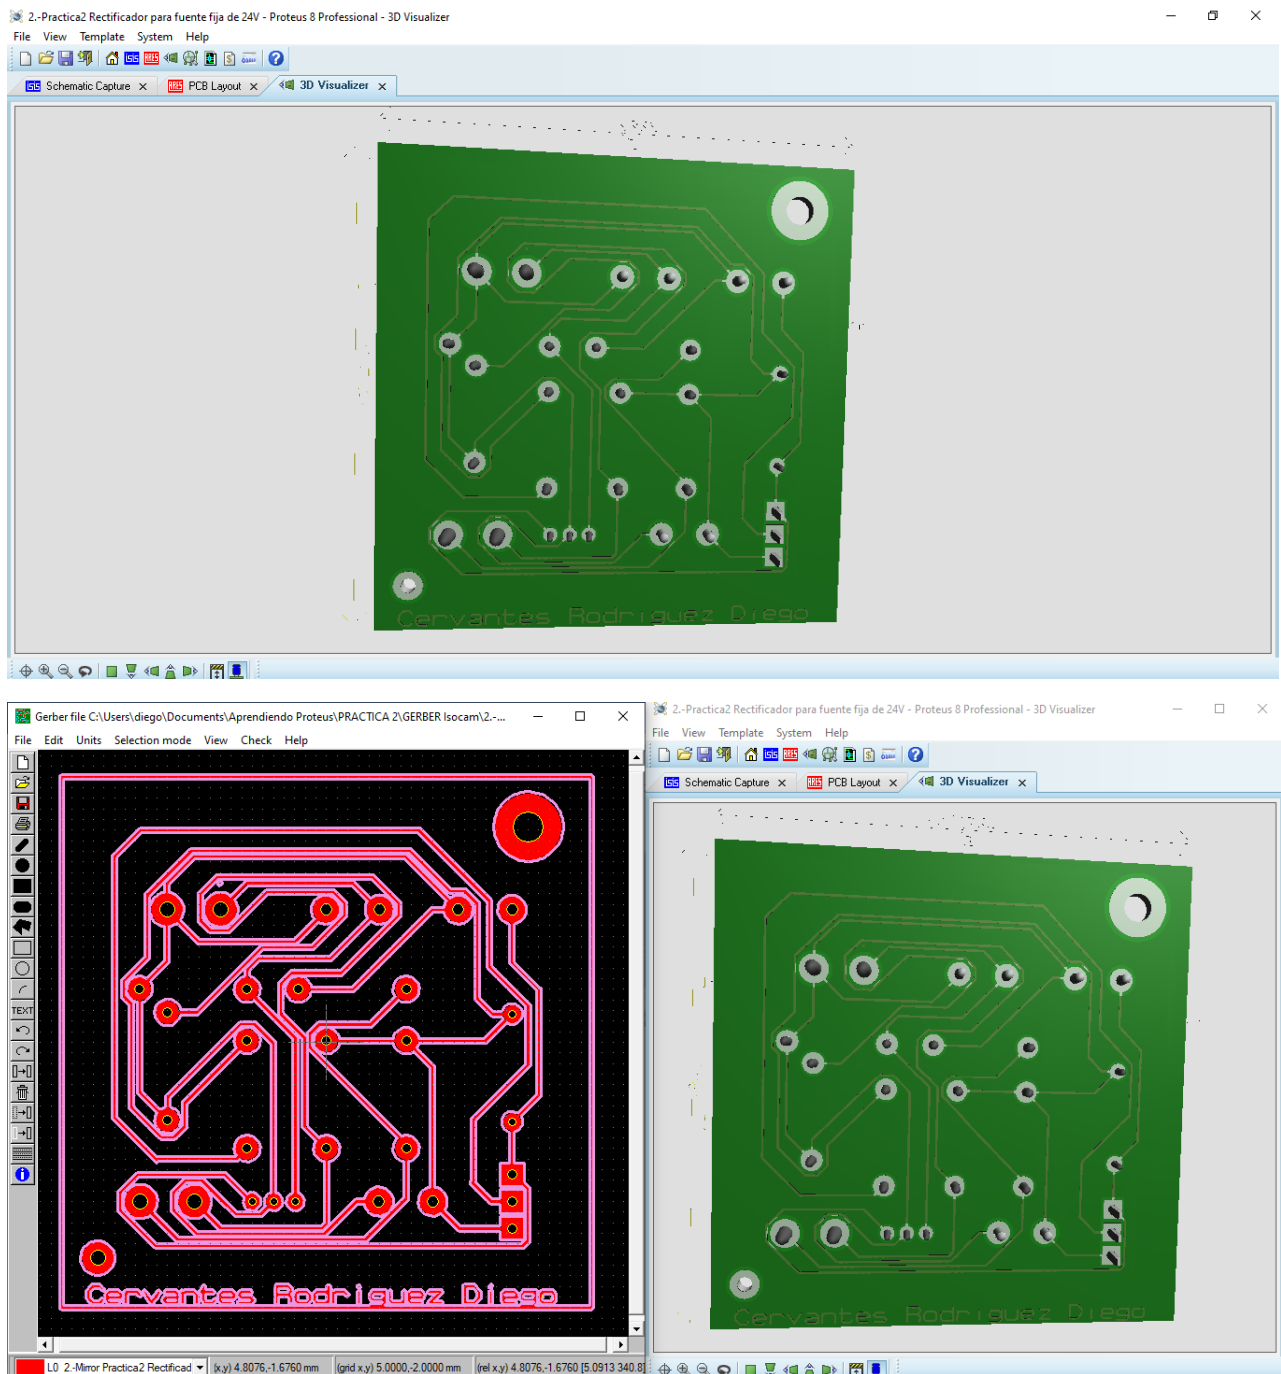 2.-Practica2 Rectificador para fuente fija de 24V - Proteus 8 Professional - 3D Visualizer
File View Template System Help
Schematic Capture PCB Layout 3D Visualizer
Cervantes Rodriguez Diego
Gerber file C:\Users\diego\Documents\Aprendiendo Proteus\PRACTICA 2\GERBER Isocam\2.-...
File Edit Units Selection mode View Check Help
TEXT
Cervantes Rodriguez Diego
L0 2.-Mirror Practica2 Rectificad (x,y) 4.8076,-1.6760 mm (grid x,y) 5.0000,-2.0000 mm (rel x,y) 4.8076,-1.6760 [5.0913 340.8]
2.-Practica2 Rectificador para fuente fija de 24V - Proteus 8 Professional - 3D Visualizer
File View Template System Help
Schematic Capture PCB Layout 3D Visualizer
Cervantes Rodriguez Diego